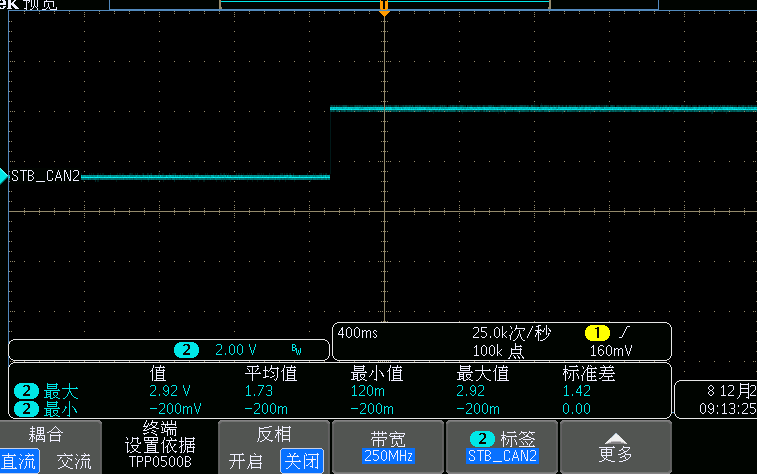 ek 预览
STB_CAN2
400ms 25.0k次/秒 1
100k 点 160mV
2 2.00 V BW
值 平均值 最小值 最大值 标准差
2 最大 2.92 V 1.73 120m 2.92 1.42
2 最小 −200mV −200m −200m −200m 0.00
8 12月2
09:13:25
耦合
直流 交流
终端
设置依据
TPP0500B
反相
开启 关闭
带宽
250MHz
2 标签
STB_CAN2
更多